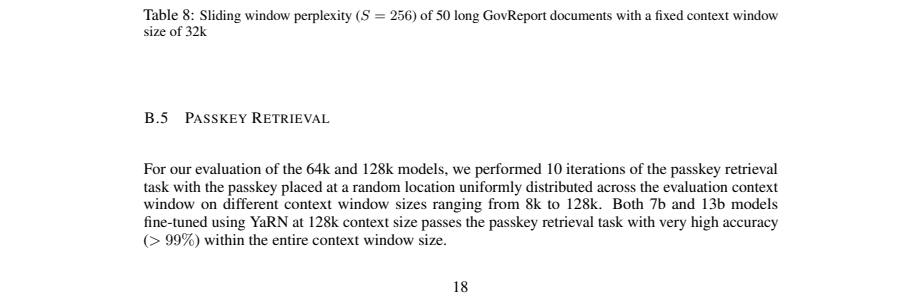 Table 8: Sliding window perplexity (S = 256) of 50 long GovReport documents with a fixed context window
size of 32k
B.5 PASSKEY RETRIEVAL
For our evaluation of the 64k and 128k models, we performed 10 iterations of the passkey retrieval
task with the passkey placed at a random location uniformly distributed across the evaluation context
window on different context window sizes ranging from 8k to 128k. Both 7b and 13b models
fine-tuned using YaRN at 128k context size passes the passkey retrieval task with very high accuracy
(> 99%) within the entire context window size.
18